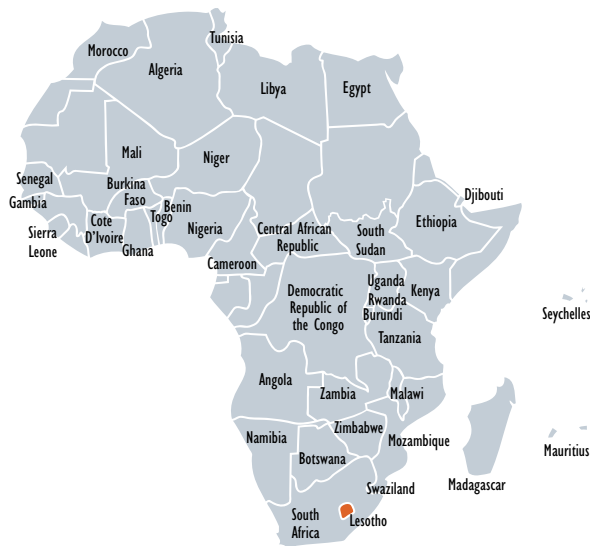 Tunisia
Morocco
Algeria
Libya
Egypt
Mali
Niger
Senegal
Gambia
Burkina
Faso
Benin
Togo
Djibouti
Sierra
Leone
Cote
D'Ivoire
Ghana
Nigeria
Central African
Republic
South
Sudan
Ethiopia
Cameroon
Democratic
Republic of
the Congo
Uganda
Rwanda
Burundi
Kenya
Seychelles
Tanzania
Angola
Zambia
Malawi
Namibia
Zimbabwe
Mozambique
Botswana
Mauritius
Swaziland
Madagascar
South
Africa
Lesotho